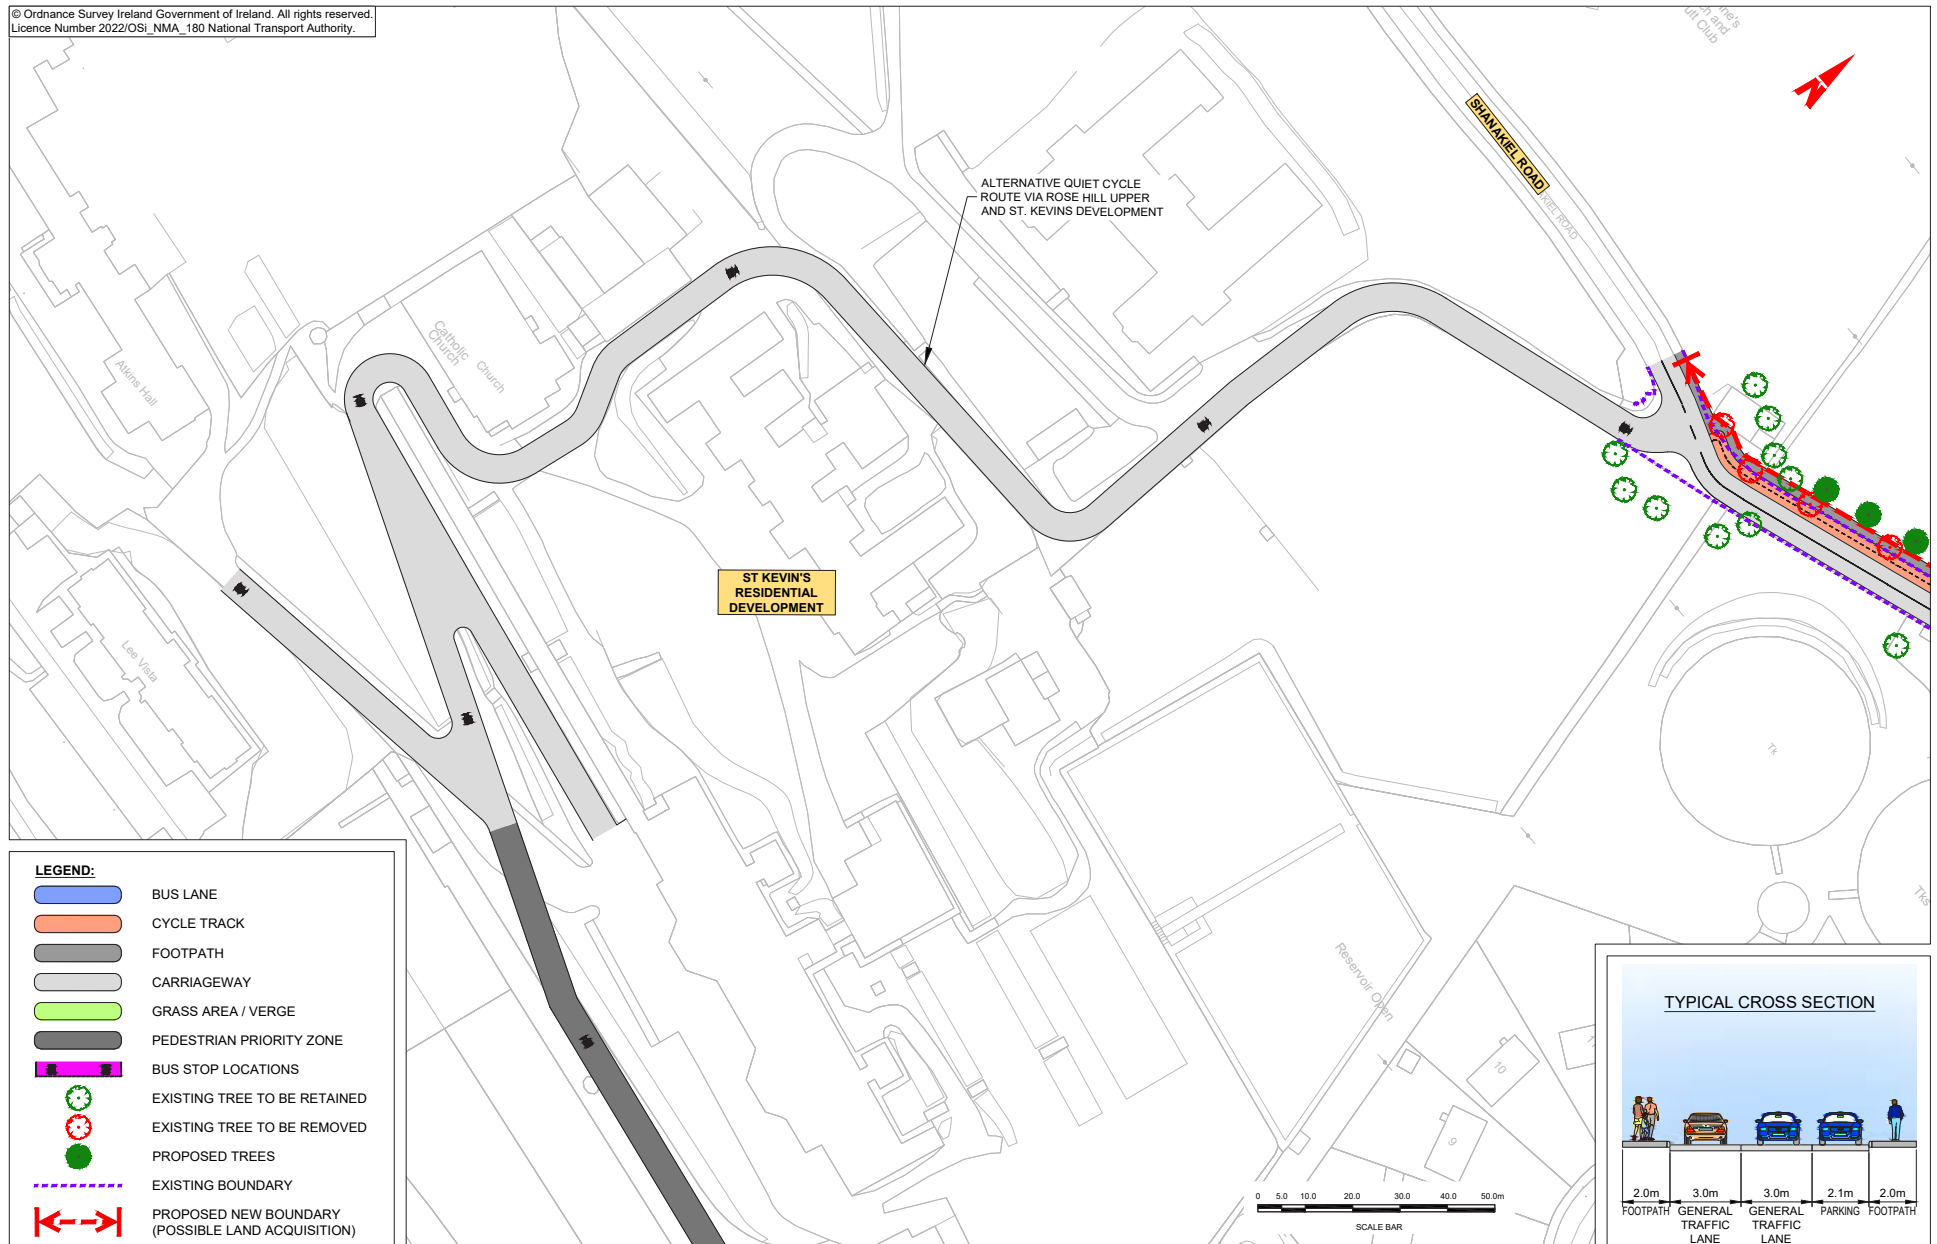 © Ordnance Survey Ireland Government of Ireland. All rights reserved.
Licence Number 2022/OSi_NMA_180 National Transport Authority.
SHANAKIEL ROAD
N
ALTERNATIVE QUIET CYCLE
ROUTE VIA ROSE HILL UPPER
AND ST. KEVINS DEVELOPMENT
Catholic
Church
Church
Atkins Hall
ST KEVIN'S
RESIDENTIAL
DEVELOPMENT
Lee Vista
Tk
Tks
Reservoir Open
10
9
LEGEND:
BUS LANE
CYCLE TRACK
FOOTPATH
CARRIAGEWAY
GRASS AREA / VERGE
PEDESTRIAN PRIORITY ZONE
BUS STOP LOCATIONS
EXISTING TREE TO BE RETAINED
EXISTING TREE TO BE REMOVED
PROPOSED TREES
EXISTING BOUNDARY
PROPOSED NEW BOUNDARY
(POSSIBLE LAND ACQUISITION)
0 5.0 10.0 20.0 30.0 40.0 50.0m
SCALE BAR
TYPICAL CROSS SECTION
2.0m 3.0m 3.0m 2.1m 2.0m
FOOTPATH GENERAL TRAFFIC LANE GENERAL TRAFFIC LANE PARKING FOOTPATH